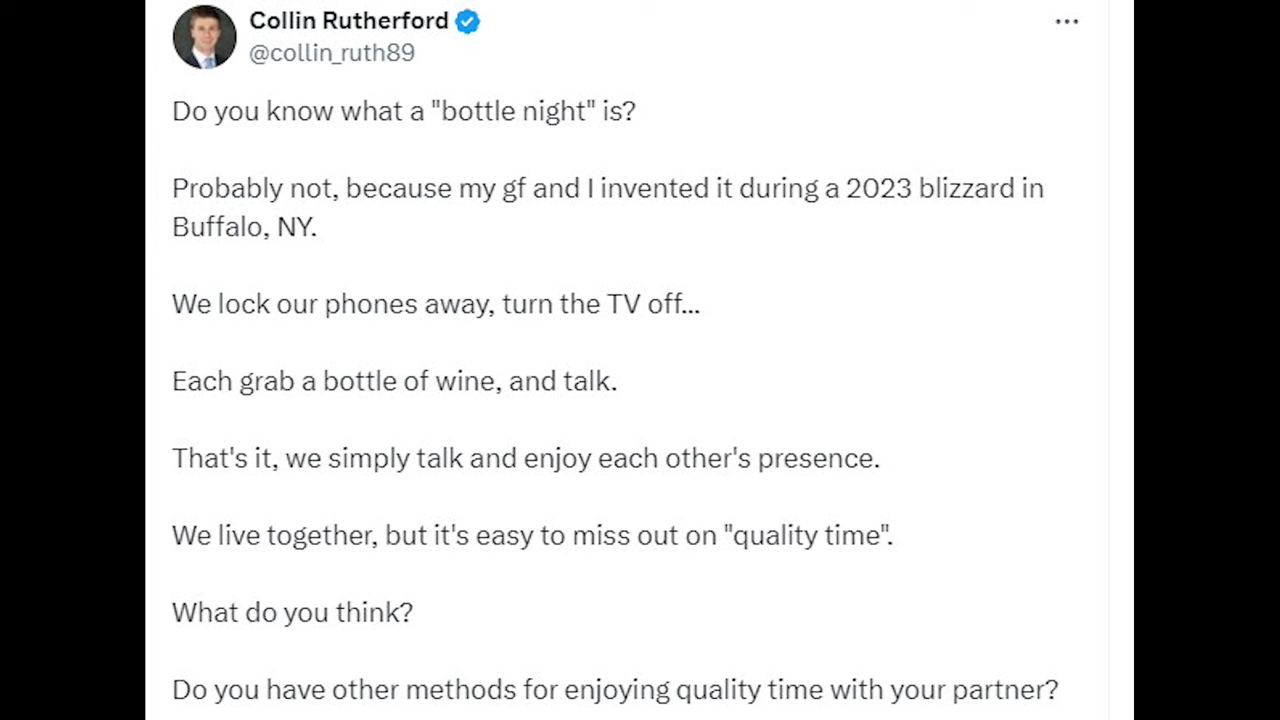 Collin Rutherford
@collin_ruth89
Do you know what a "bottle night" is?
Probably not, because my gf and I invented it during a 2023 blizzard in
Buffalo, NY.
We lock our phones away, turn the TV off...
Each grab a bottle of wine, and talk.
That's it, we simply talk and enjoy each other's presence.
We live together, but it's easy to miss out on "quality time".
What do you think?
Do you have other methods for enjoying quality time with your partner?